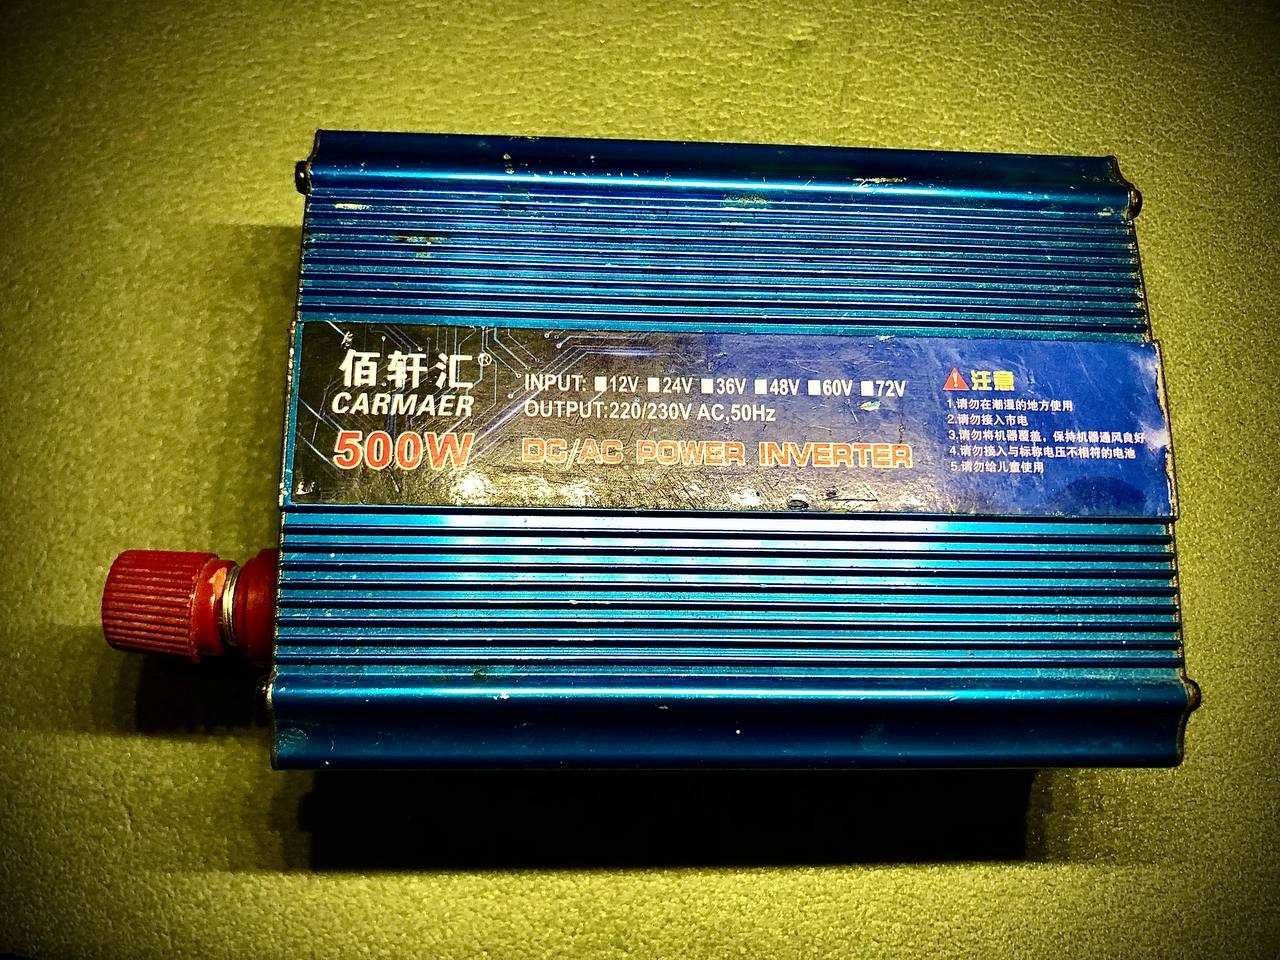 佰轩汇®
CARMAER
500W
INPUT: ■12V ■24V ■36V ■48V ■60V ■72V
OUTPUT:220/230V AC,50Hz
DC/AC POWER INVERTER
注意
1.请勿在潮湿的地方使用
2.请勿接入市电
3.请勿将机器覆盖，保持机器通风良好
4.请勿接入与标称电压不相符的电池
5.请勿给儿童使用